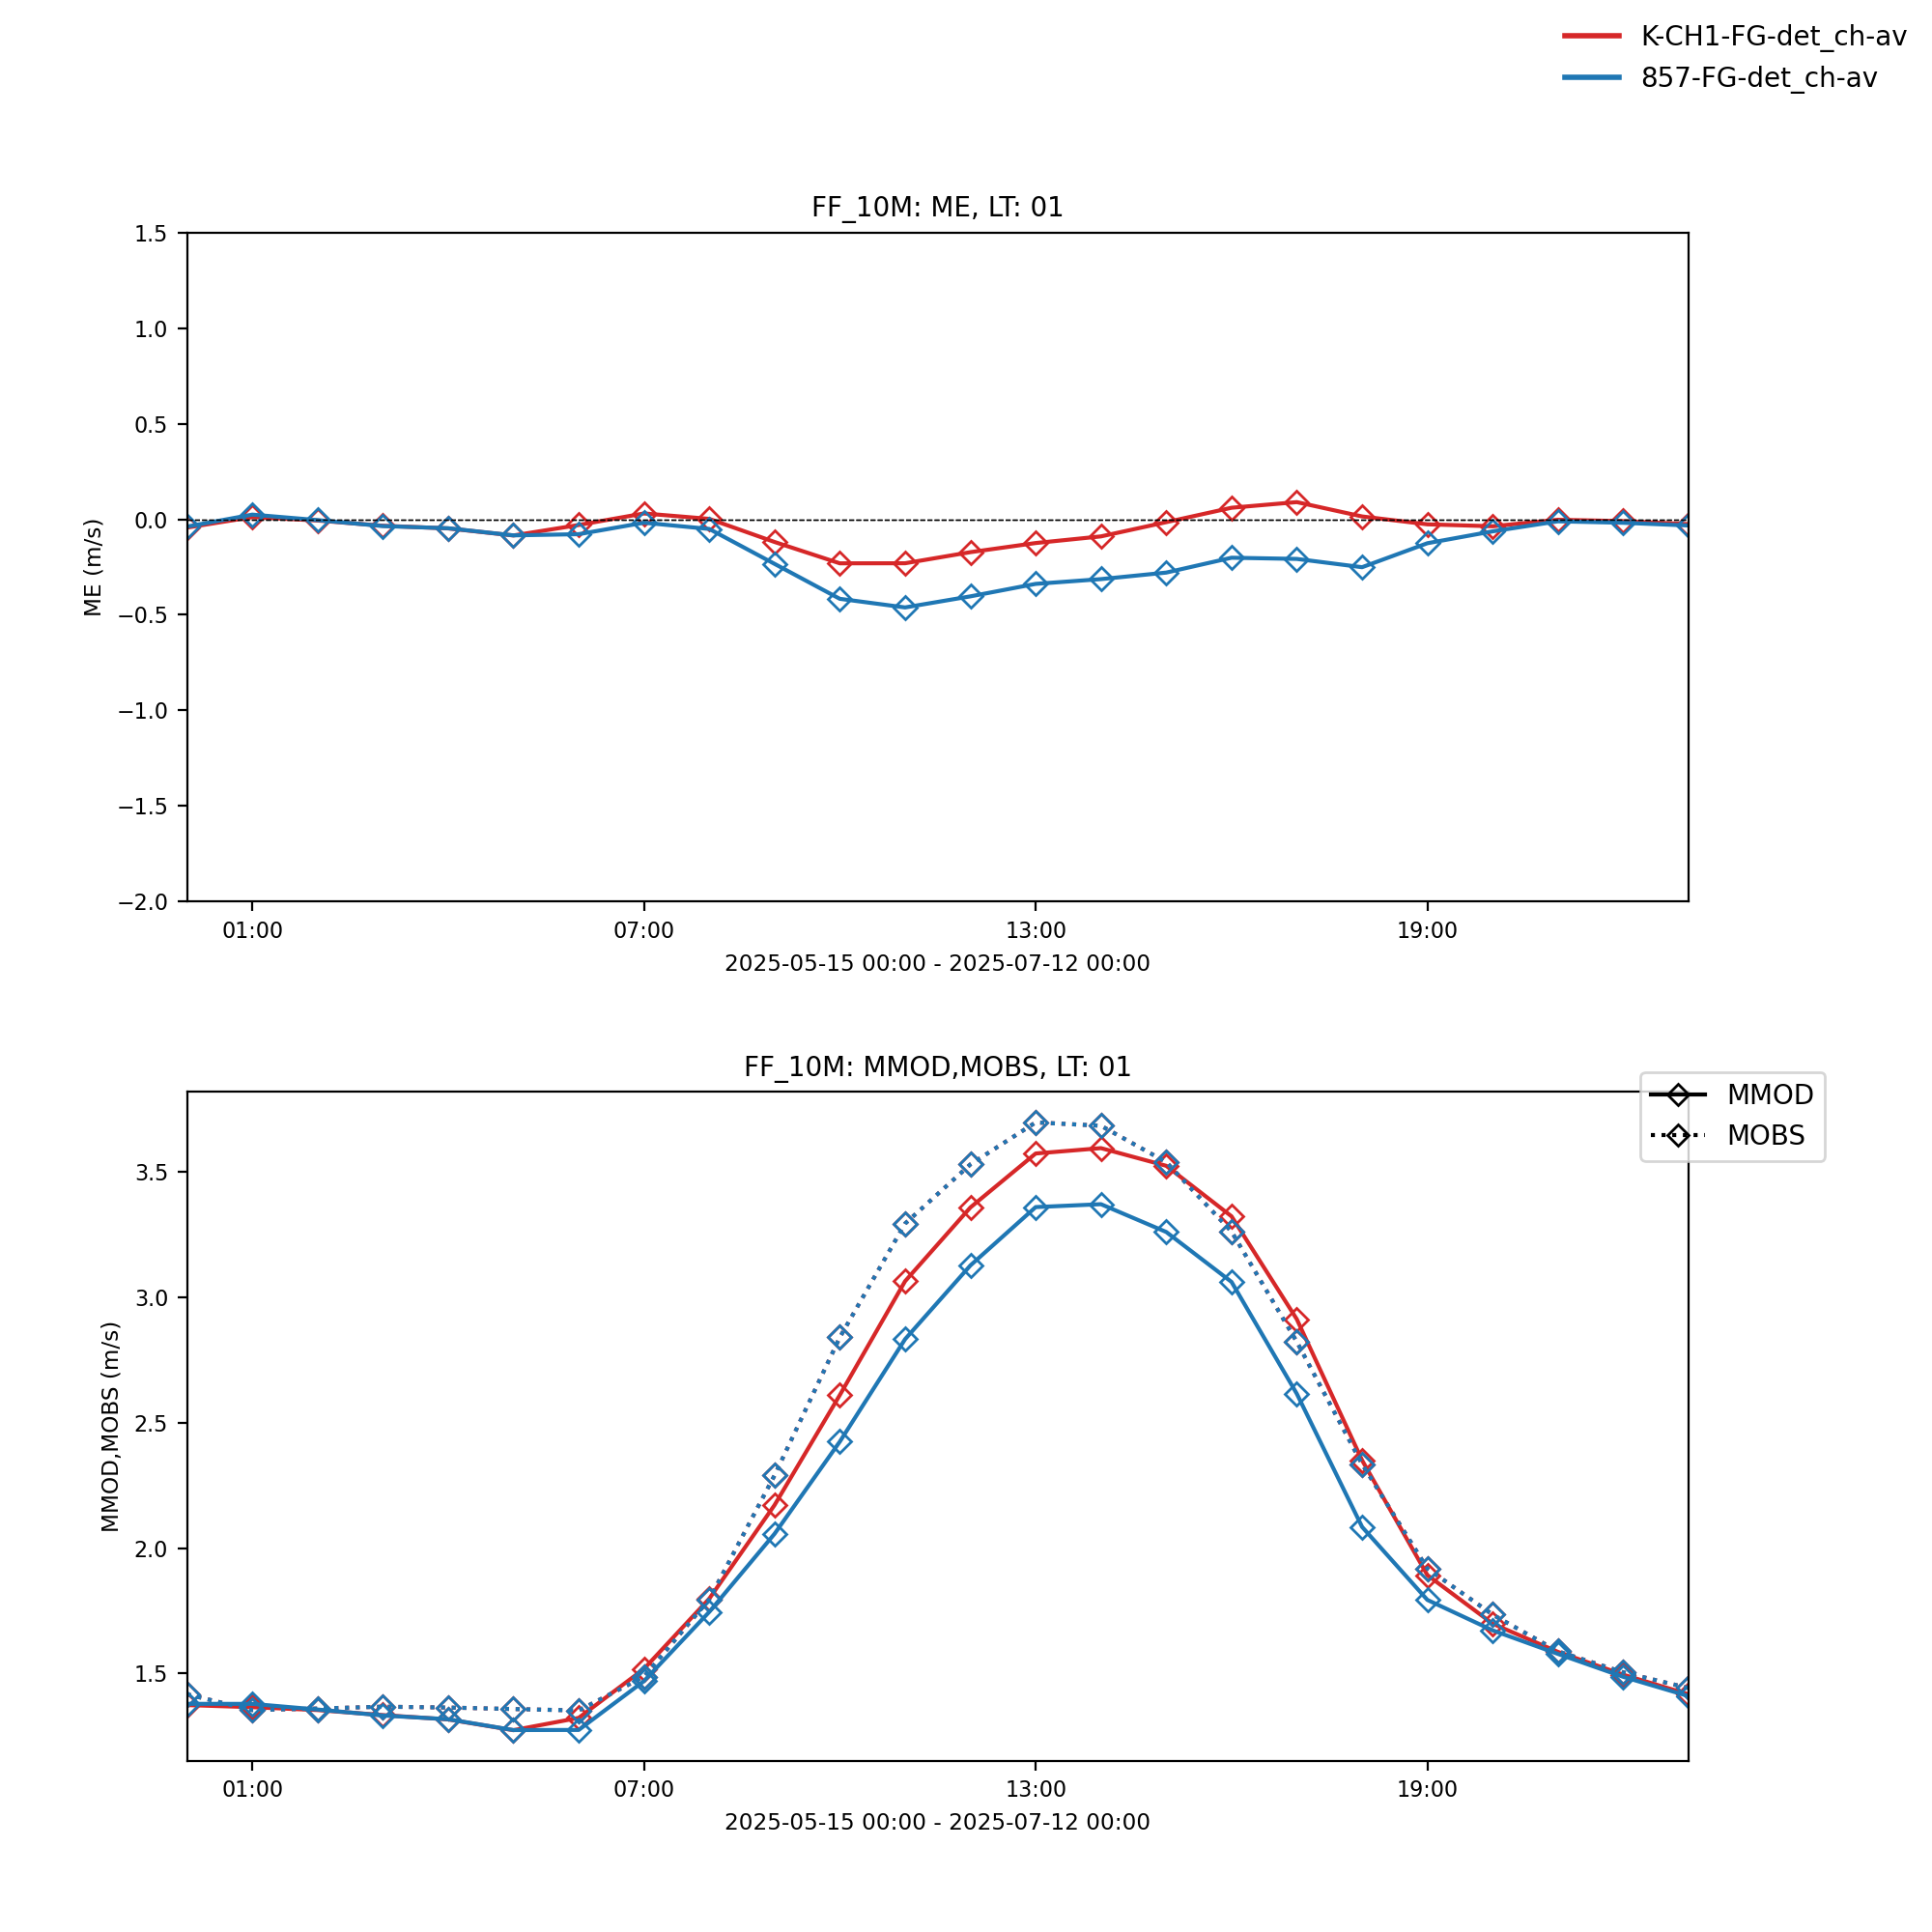 K-CH1-FG-det_ch-av
857-FG-det_ch-av
FF_10M: ME, LT: 01
1.5
1.0
0.5
0.0
−0.5
−1.0
−1.5
−2.0
ME (m/s)
01:00
07:00
13:00
19:00
2025-05-15 00:00 - 2025-07-12 00:00
FF_10M: MMOD,MOBS, LT: 01
MMOD
MOBS
3.5
3.0
2.5
2.0
1.5
MMOD,MOBS (m/s)
01:00
07:00
13:00
19:00
2025-05-15 00:00 - 2025-07-12 00:00